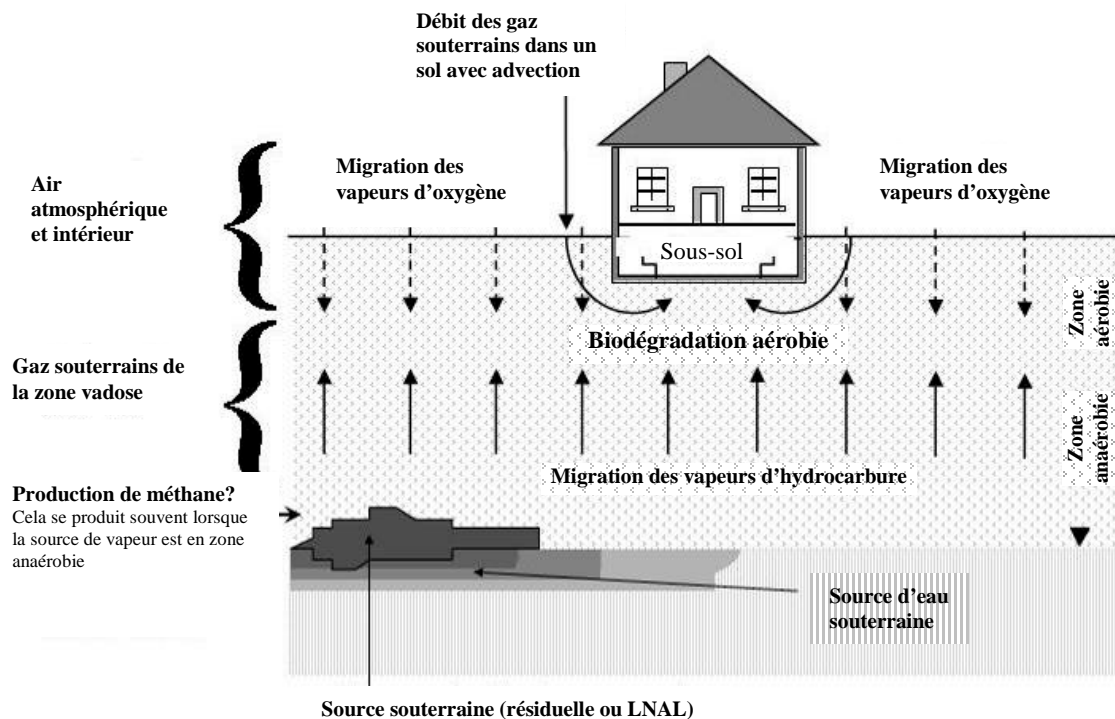 Débit des gaz
souterrains dans un
sol avec advection
Air
atmosphérique
et intérieur
Migration des
vapeurs d’oxygène
Migration des
vapeurs d’oxygène
Sous-sol
Zone
aérobie
Biodégradation aérobie
Gaz souterrains de
la zone vadose
Zone
anaérobie
Migration des vapeurs d’hydrocarbure
Production de méthane?
Cela se produit souvent lorsque
la source de vapeur est en zone
anaérobie
Source d’eau
souterraine
Source souterraine (résiduelle ou LNAL)